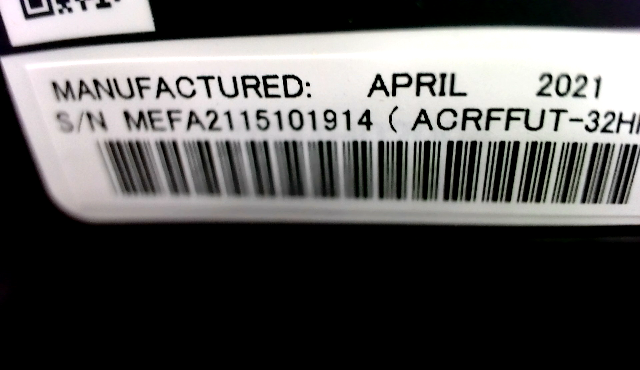 MANUFACTURED: APRIL 2021
S/N MEFA2115101914 ( ACRFFUT-32H